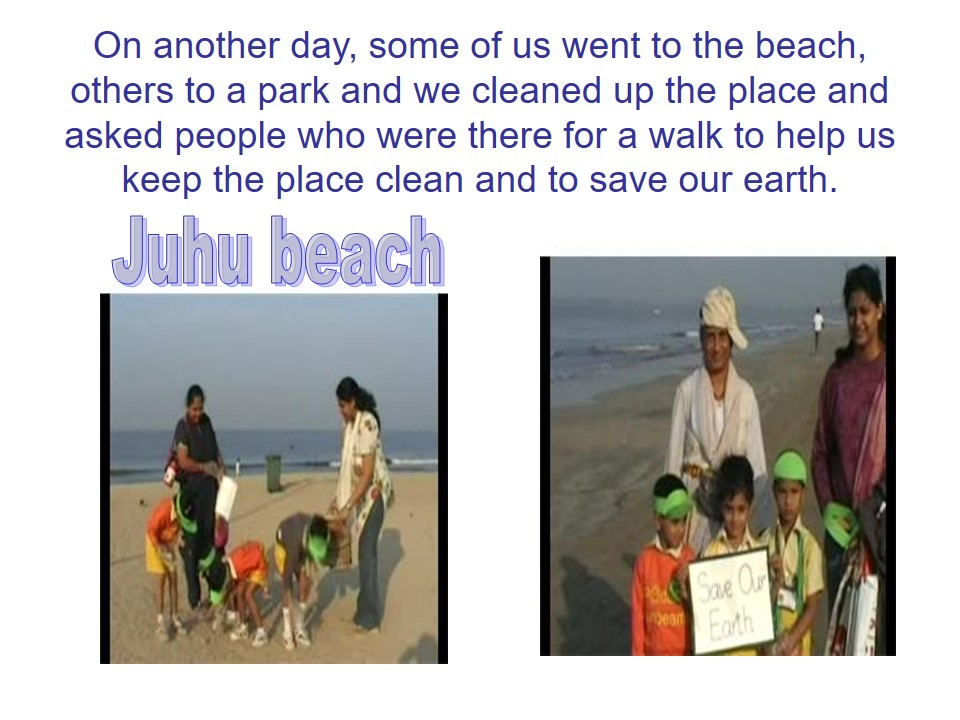 On another day, some of us went to the beach,
others to a park and we cleaned up the place and
asked people who were there for a walk to help us
keep the place clean and to save our earth.
Juhu beach
Save Our
Earth